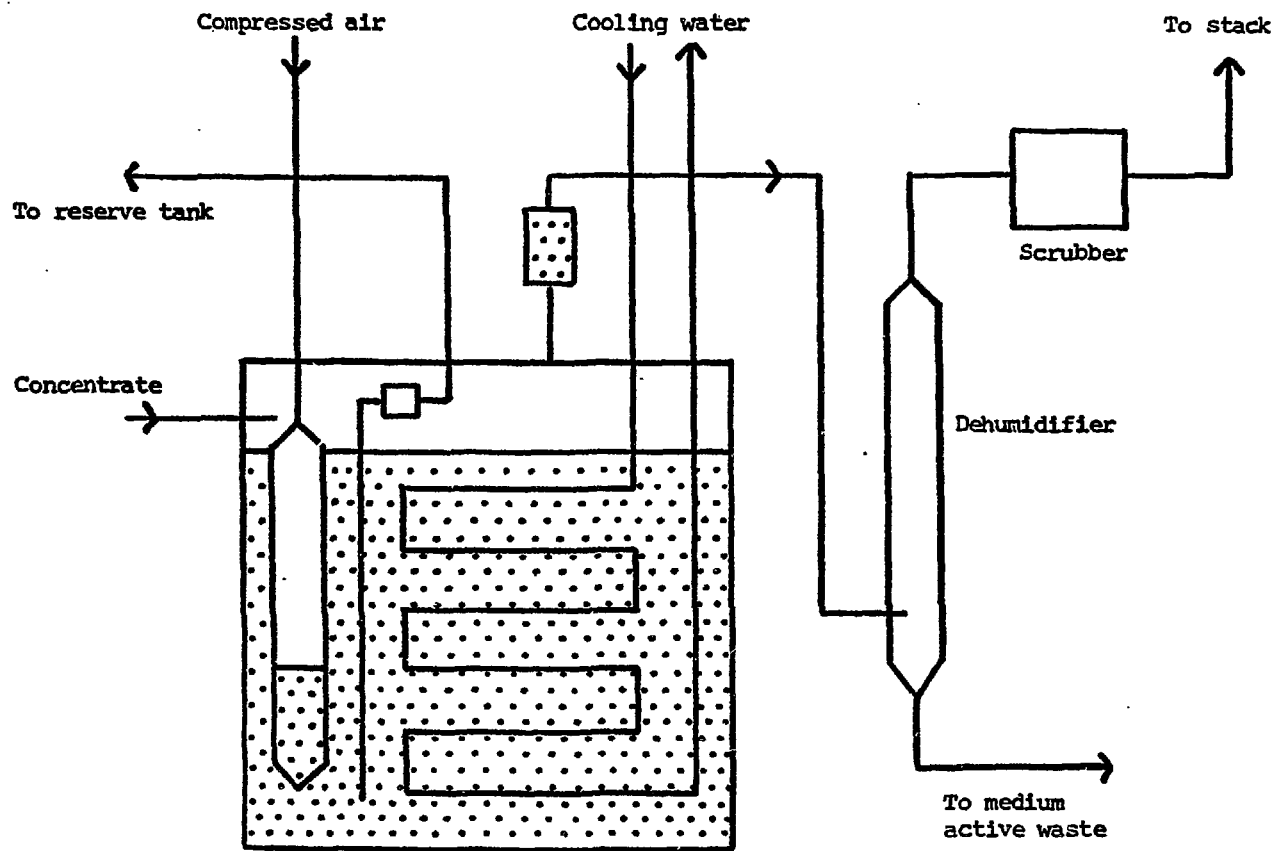 Compressed air
Cooling water
To stack
To reserve tank
Scrubber
Concentrate
Dehumidifier
To medium
active waste